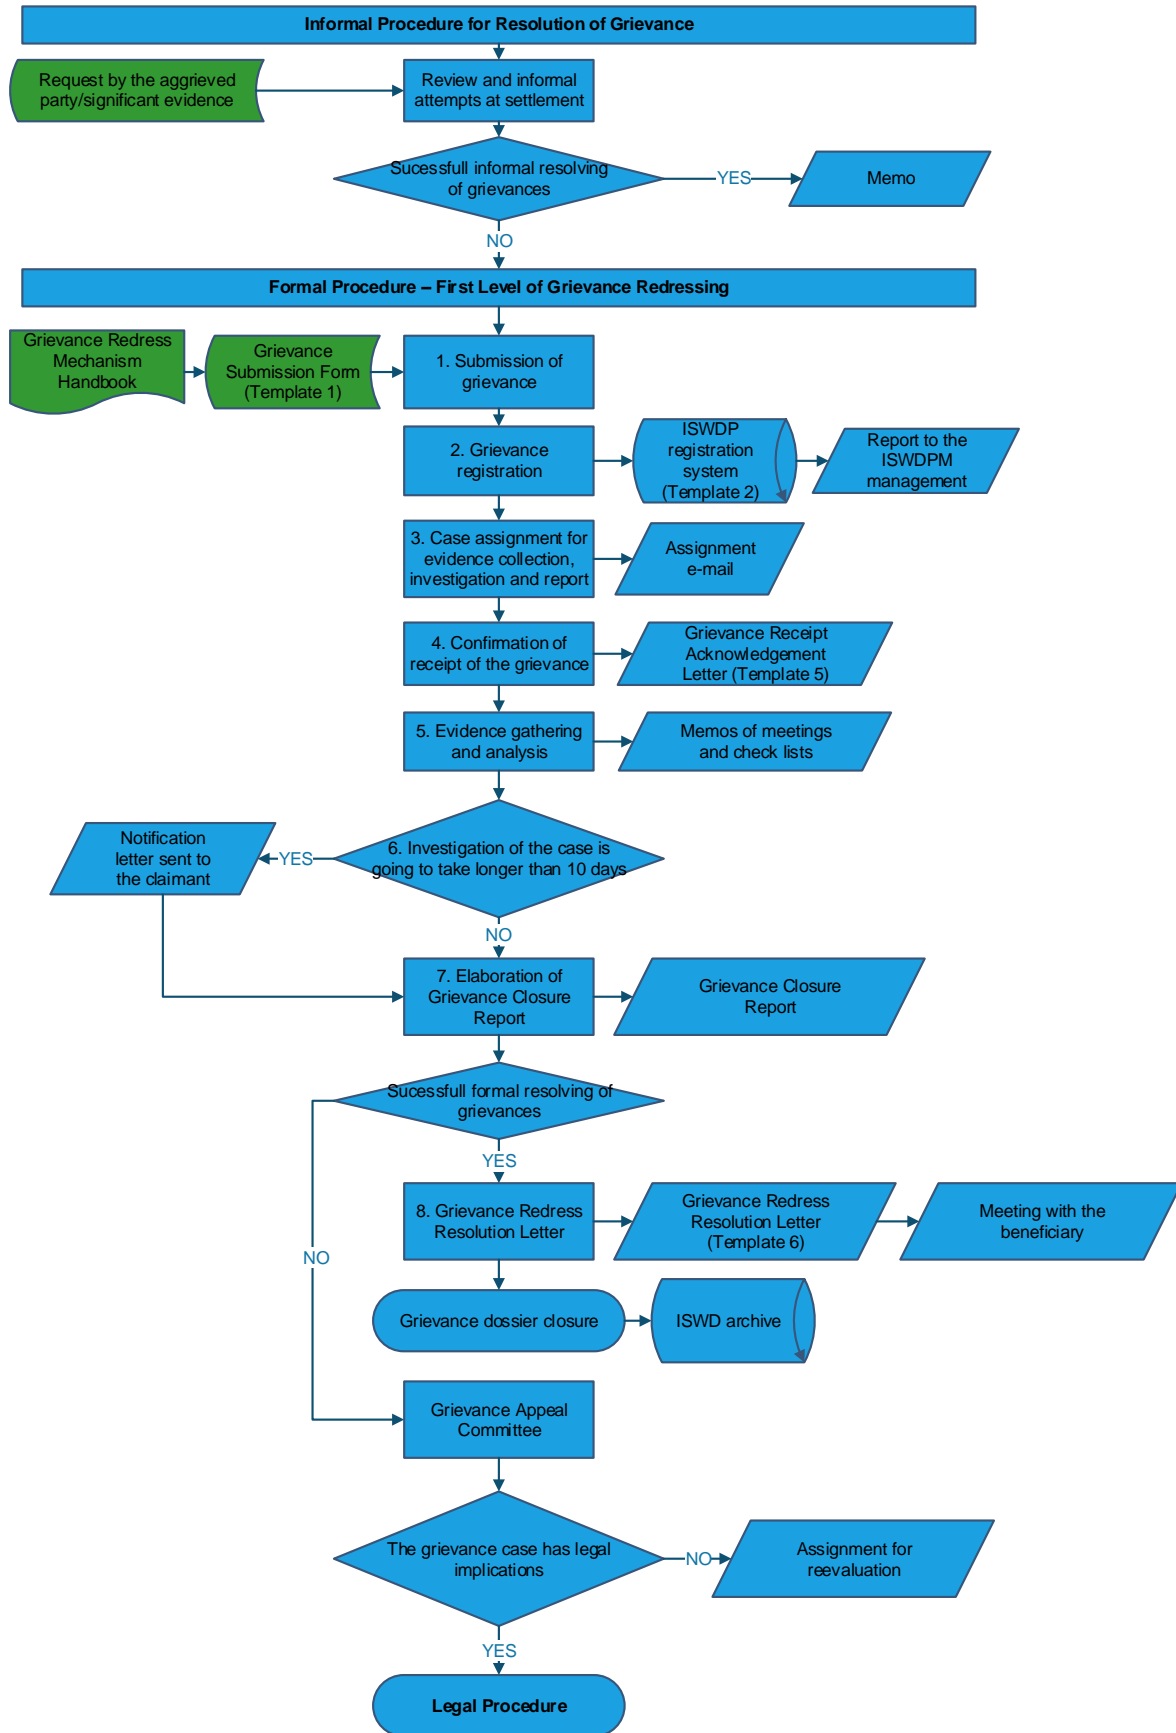 Informal Procedure for Resolution of Grievance
Request by the aggrieved
party/significant evidence
Review and informal
attempts at settlement
Sucessfull informal resolving
of grievances
YES
Memo
NO
Formal Procedure – First Level of Grievance Redressing
Grievance Redress
Mechanism
Handbook
Grievance
Submission Form
(Template 1)
1. Submission of
grievance
2. Grievance
registration
ISWDP
registration
system
(Template 2)
Report to the
ISWDPM
management
3. Case assignment for
evidence collection,
investigation and report
Assignment
e-mail
4. Confirmation of
receipt of the grievance
Grievance Receipt
Acknowledgement
Letter (Template 5)
5. Evidence gathering
and analysis
Memos of meetings
and check lists
Notification
letter sent to
the claimant
YES
6. Investigation of the case is
going to take longer than 10 days
NO
7. Elaboration of
Grievance Closure
Report
Grievance Closure
Report
Sucessfull formal resolving of
grievances
YES
8. Grievance Redress
Resolution Letter
Grievance Redress
Resolution Letter
(Template 6)
Meeting with the
beneficiary
NO
Grievance dossier closure
ISWD archive
Grievance Appeal
Committee
The grievance case has legal
implications
NO
Assignment for
reevaluation
YES
Legal Procedure